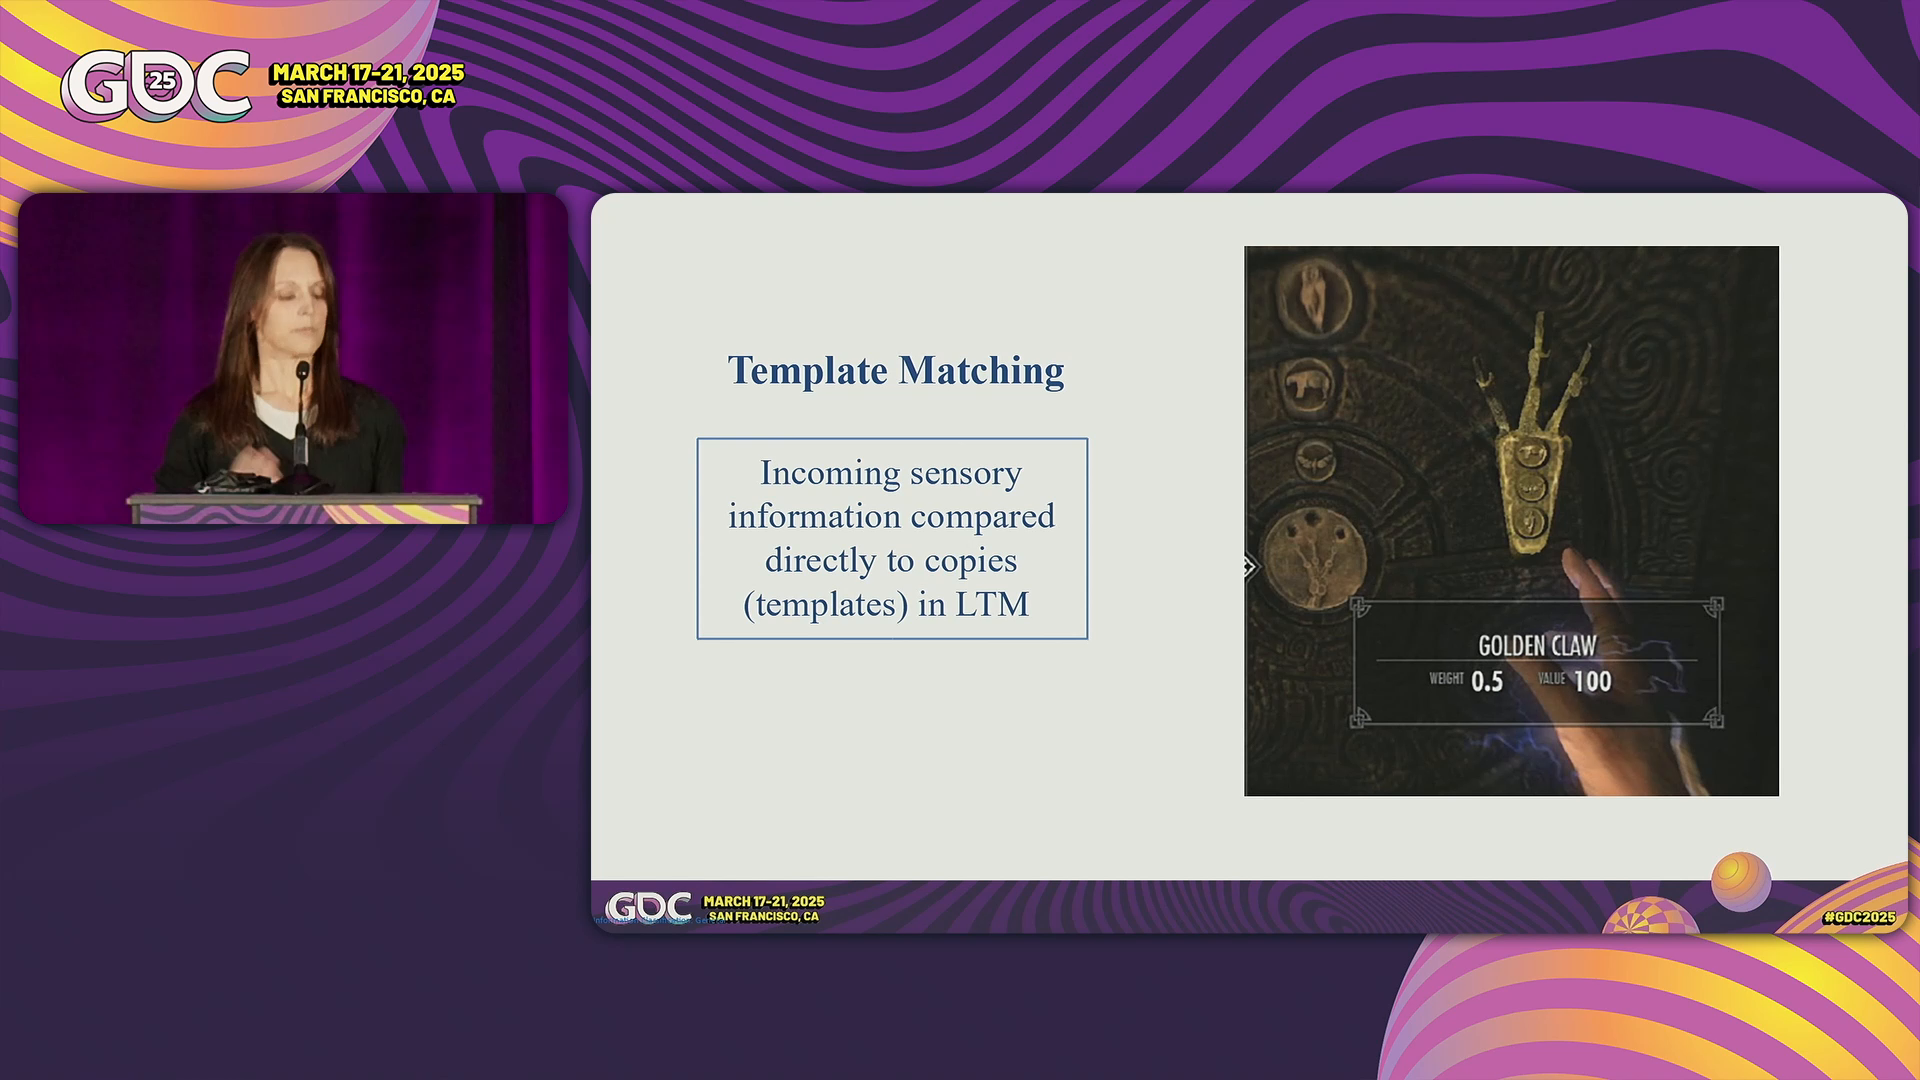 GDC
'25
MARCH 17-21, 2025
SAN FRANCISCO, CA
Template Matching
Incoming sensory
information compared
directly to copies
(templates) in LTM
GOLDEN CLAW
WEIGHT 0.5 VALUE 100
GDC
MARCH 17-21, 2025
SAN FRANCISCO, CA
#GDC2025